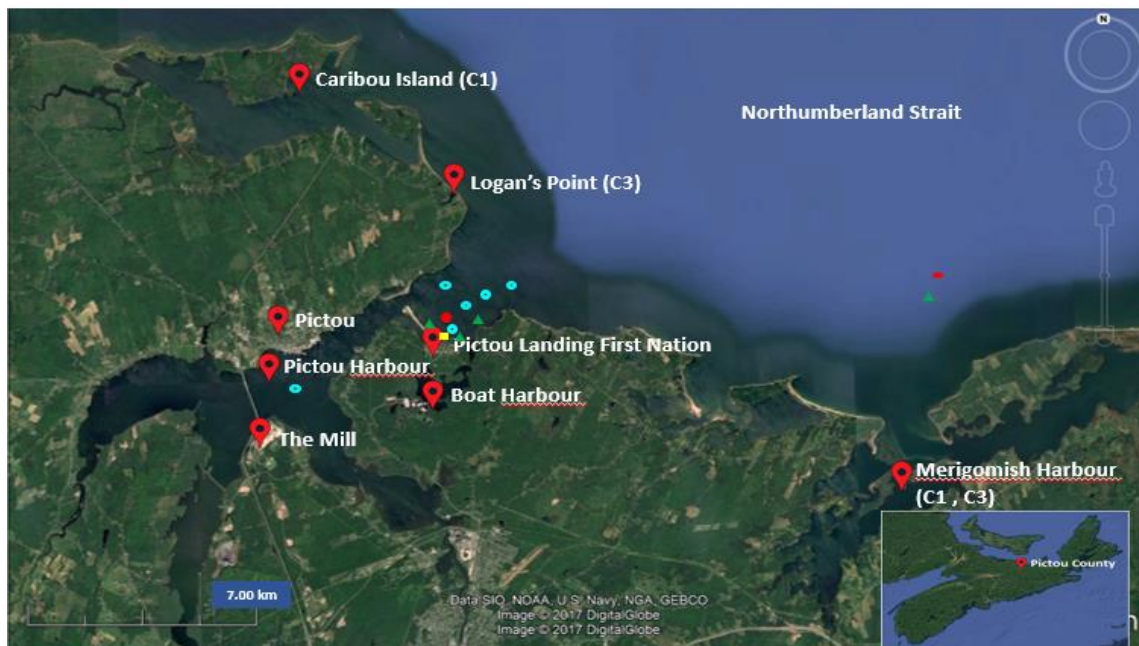 N
Caribou Island (C1)
Northumberland Strait
Logan's Point (C3)
Pictou
Pictou Landing First Nation
Pictou Harbour
Boat Harbour
The Mill
Merigomish Harbour
(C1 , C3)
Pictou County
7.00 km
Data SIO, NOAA, U.S. Navy, NGA, GEBCO
Image © 2017 DigitalGlobe
Image © 2017 DigitalGlobe